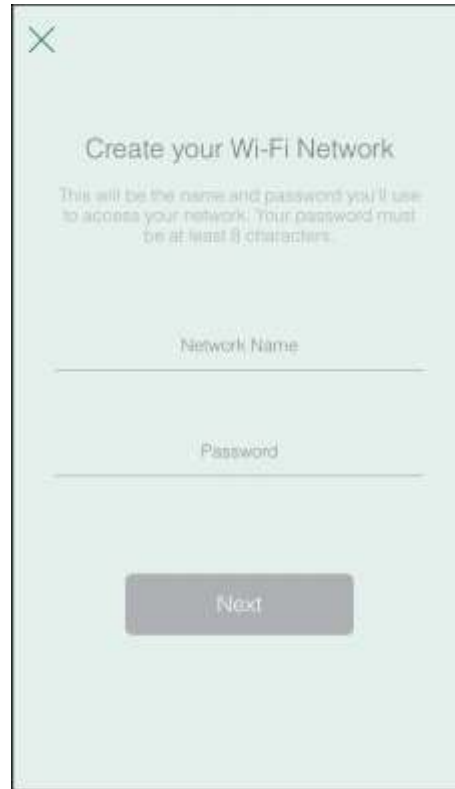 Create your Wi-Fi Network
This will be the name and password you'll use
to access your network. Your password must
be at least 8 characters.
Network Name
Password
Next